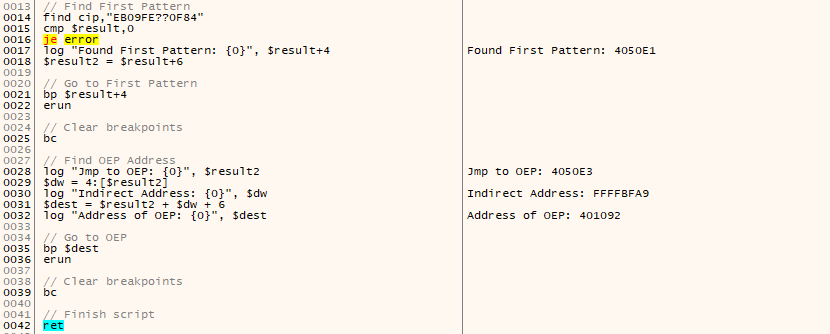 0013 // Find First Pattern
0014 find cip,"EB09FE??0F84"
0015 cmp $result,0
0016 je error
0017 log "Found First Pattern: {0}", $result+4 Found First Pattern: 4050E1
0018 $result2 = $result+6
0019
0020 // Go to First Pattern
0021 bp $result+4
0022 erun
0023
0024 // Clear breakpoints
0025 bc
0026
0027 // Find OEP Address
0028 log "Jmp to OEP: {0}", $result2 Jmp to OEP: 4050E3
0029 $dw = 4:[$result2]
0030 log "Indirect Address: {0}", $dw Indirect Address: FFFFBFA9
0031 $dest = $result2 + $dw + 6
0032 log "Address of OEP: {0}", $dest Address of OEP: 401092
0033
0034 // Go to OEP
0035 bp $dest
0036 erun
0037
0038 // Clear breakpoints
0039 bc
0040
0041 // Finish script
0042 ret